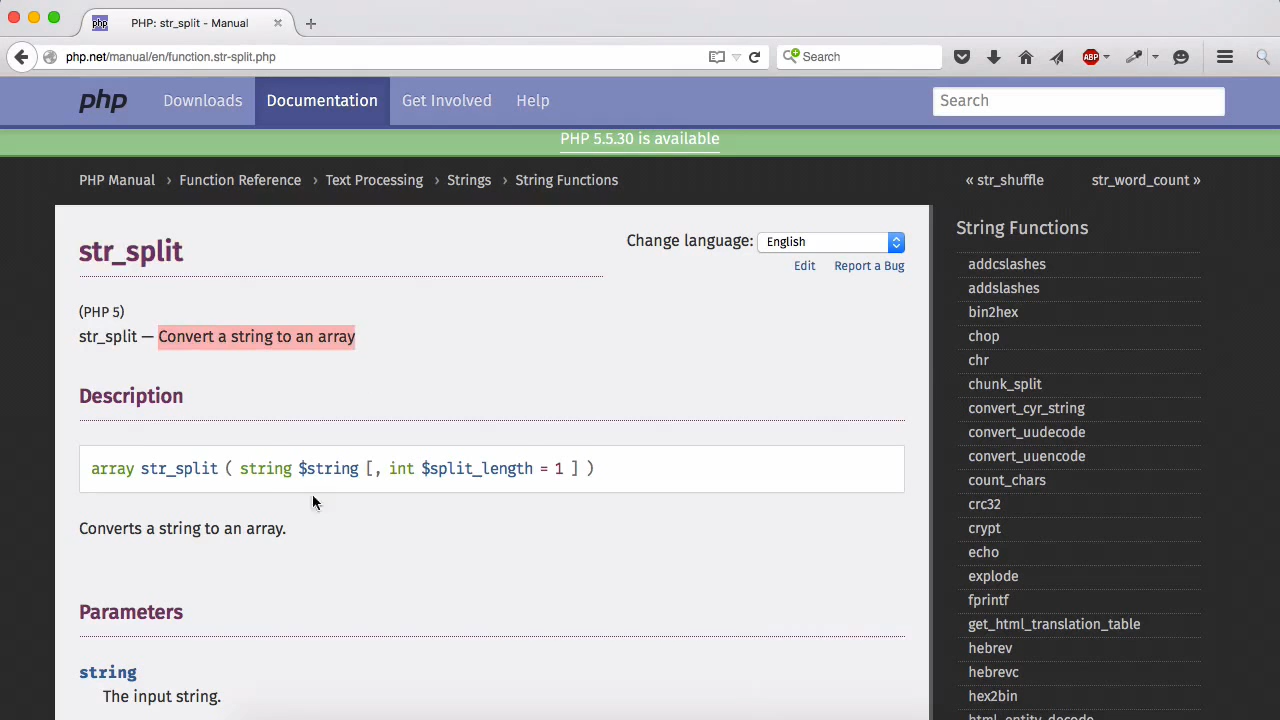 php PHP: str_split - Manual
php.net/manual/en/function.str-split.php
Search
ABP
php Downloads Documentation Get Involved Help
Search
PHP 5.5.30 is available
PHP Manual › Function Reference › Text Processing › Strings › String Functions
« str_shuffle str_word_count »
str_split
Change language: English
Edit Report a Bug
(PHP 5)
str_split — Convert a string to an array
Description
array str_split ( string $string [, int $split_length = 1 ] )
Converts a string to an array.
Parameters
string
The input string.
String Functions
addcslashes
addslashes
bin2hex
chop
chr
chunk_split
convert_cyr_string
convert_uudecode
convert_uuencode
count_chars
crc32
crypt
echo
explode
fprintf
get_html_translation_table
hebrev
hebrevc
hex2bin
html_entity_decode